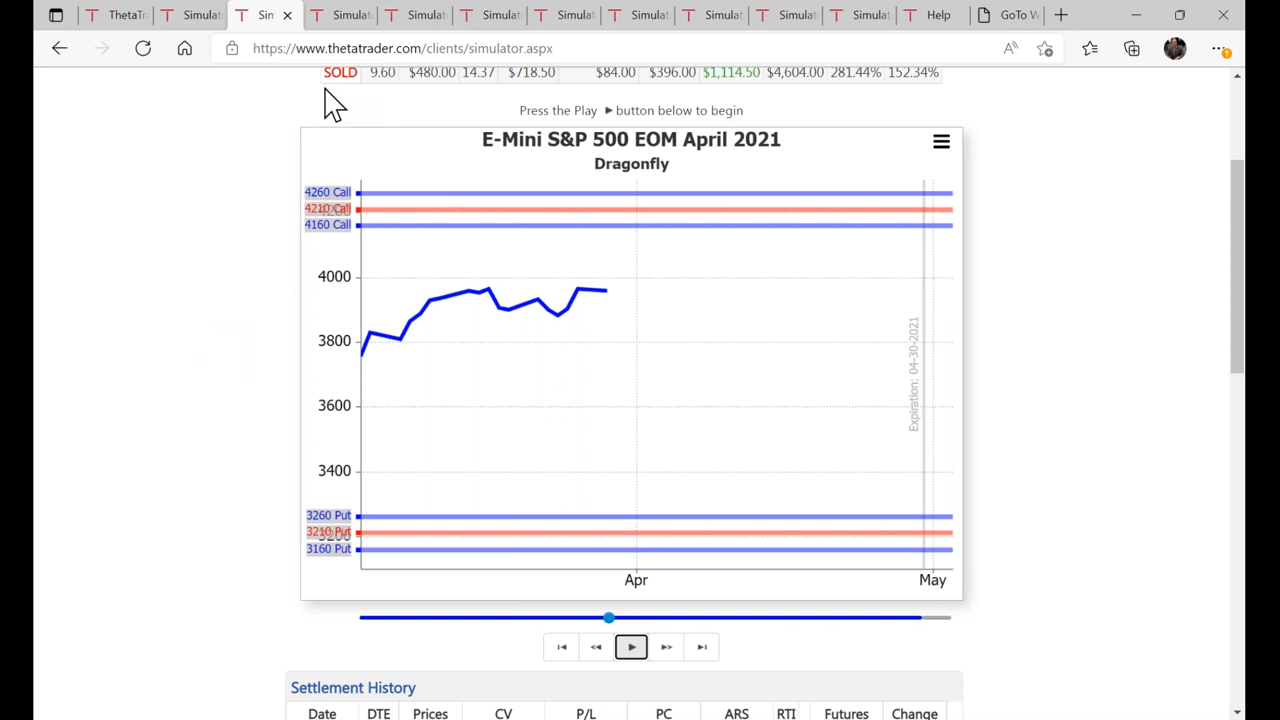 ThetaTra
Simulat
Sim
Simulat
Simulat
Simulat
Simulat
Simulat
Simulat
Simulat
Simulat
Help
GoTo W
https://www.thetatrader.com/clients/simulator.aspx
SOLD 9.60 $480.00 14.37 $718.50 $84.00 $396.00 $1,114.50 $4,604.00 281.44% 152.34%
Press the Play ► button below to begin
E-Mini S&P 500 EOM April 2021
Dragonfly
4260 Call
4210 Call
4160 Call
4000
3800
3600
3400
3260 Put
3210 Put
3200
3160 Put
Expiration: 04-30-2021
Apr May
Settlement History
Date DTE Prices CV P/L PC ARS RTI Futures Change